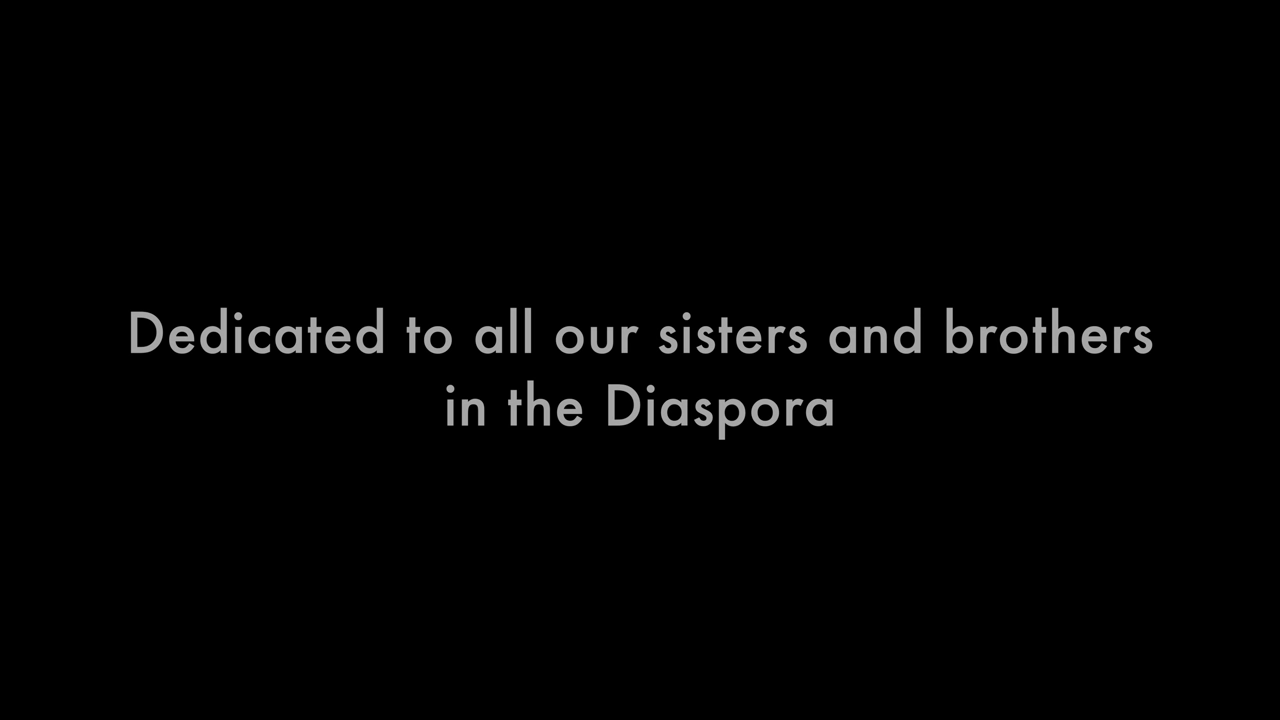 Dedicated to all our sisters and brothers
in the Diaspora